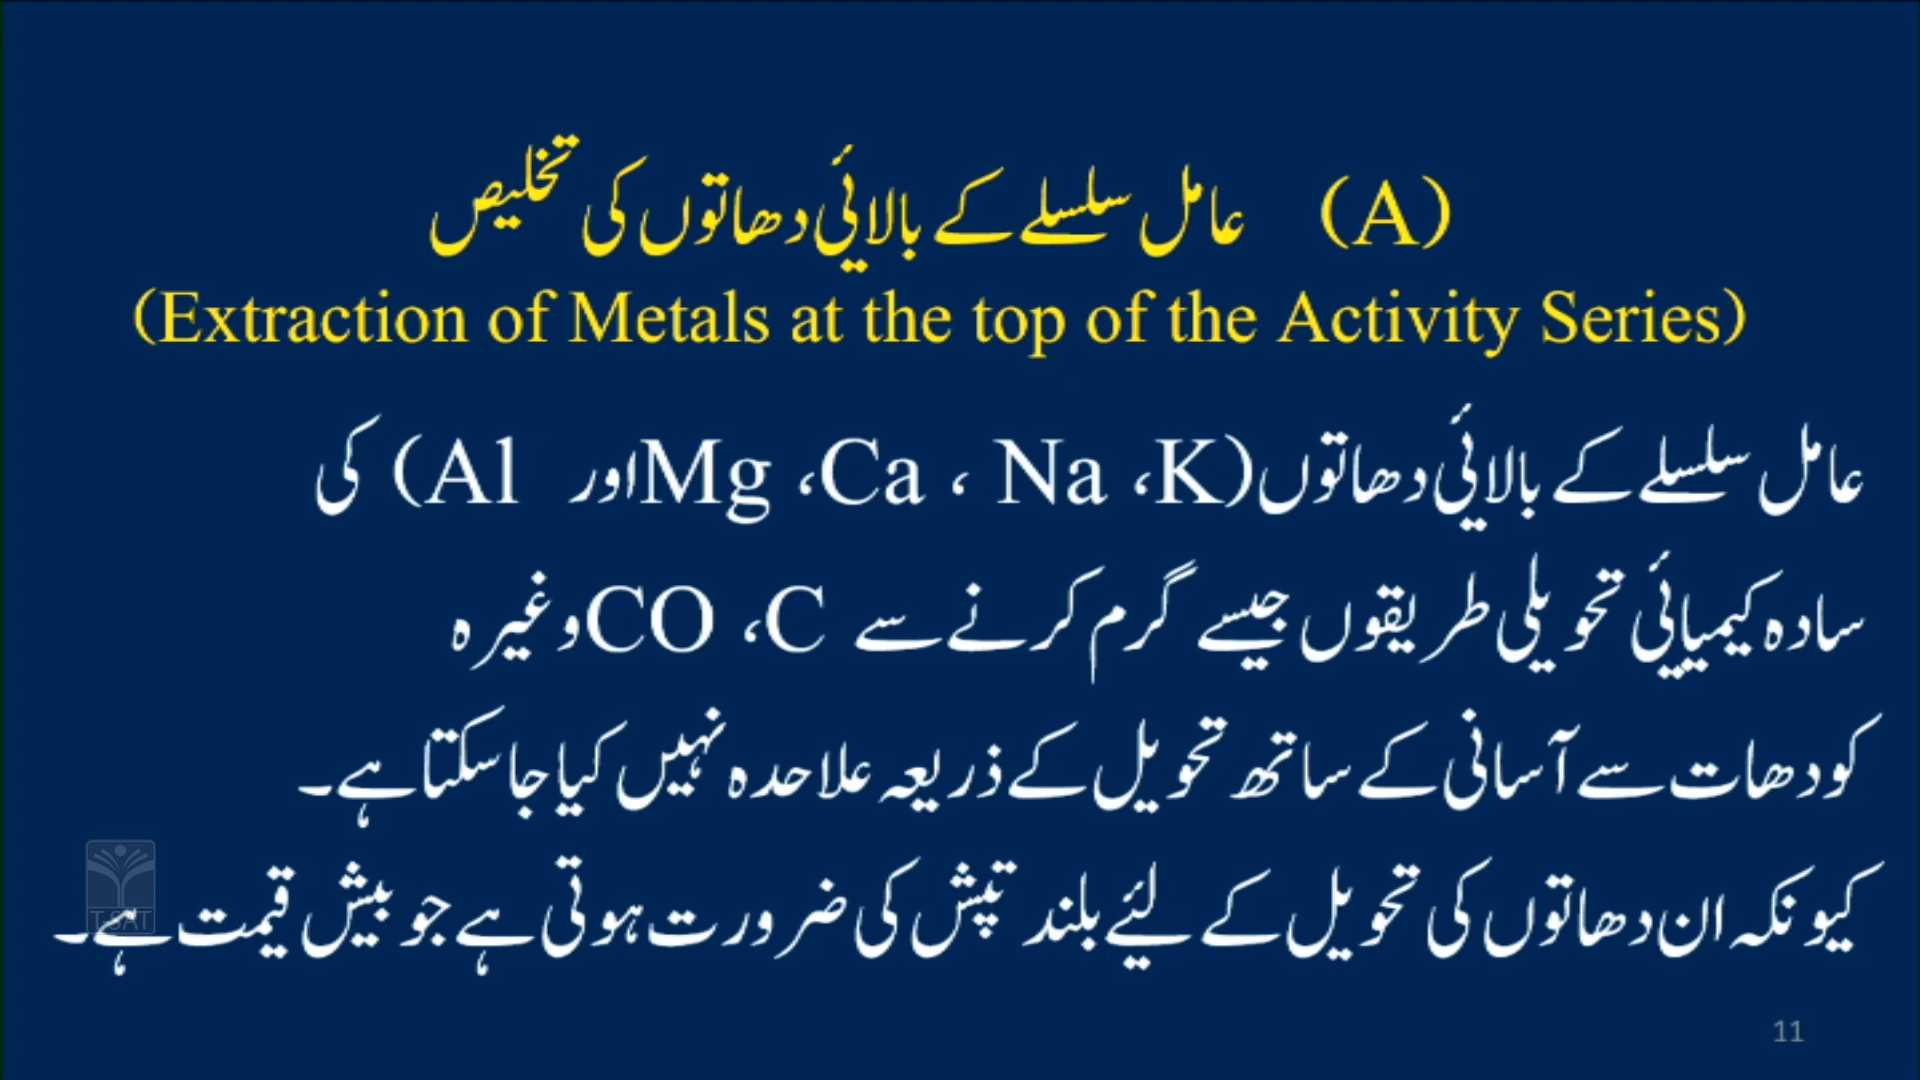 (A) عامل سلسلے کے بالائی دھاتوں کی تخلیص
(Extraction of Metals at the top of the Activity Series)
عامل سلسلے کے بالائی دھاتوں (K، Na ، Ca، Mg اور Al) کی
سادہ کیمیائی تحویلی طریقوں جیسے گرم کرنے سے C، CO وغیرہ
کو دھات سے آسانی کے ساتھ تحویل کے ذریعہ علاحدہ نہیں کیا جاسکتا ہے۔
کیونکہ ان دھاتوں کی تحویل کے لئے بلند تپش کی ضرورت ہوتی ہے جو بیش قیمت ہے۔
T-SAT
11